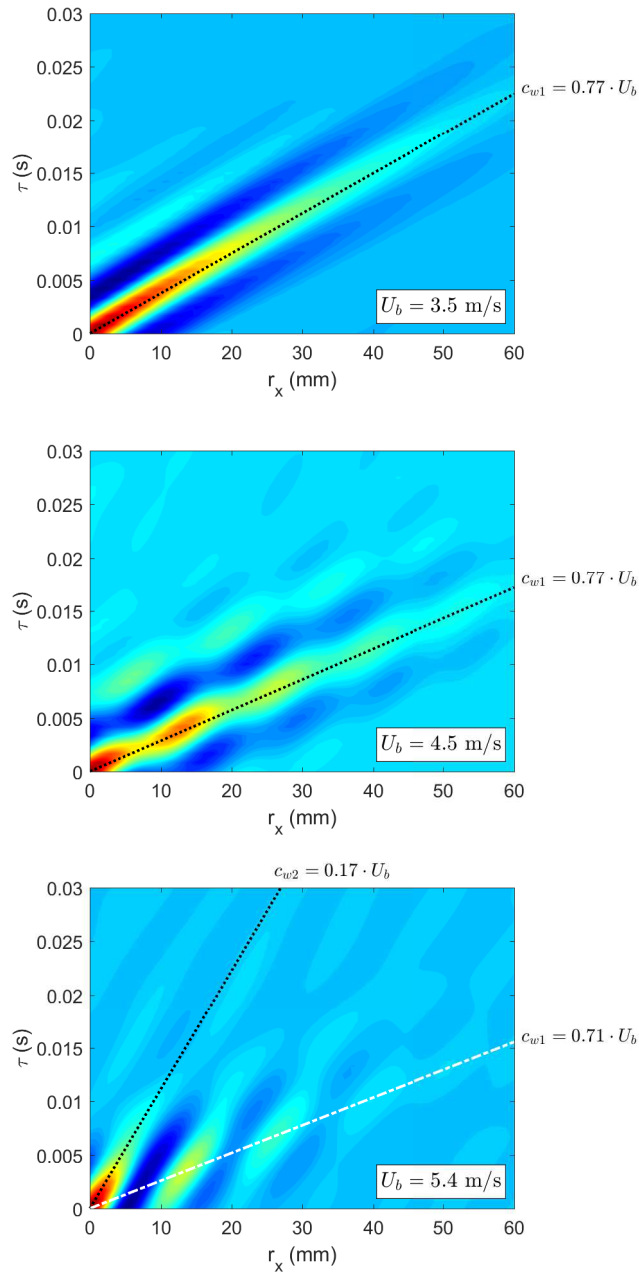 0.03
0.025
0.02
0.015
0.01
0.005
0
τ (s)
0 10 20 30 40 50 60
r_x (mm)
c_{w1} = 0.77 · U_b
U_b = 3.5 m/s
0.03
0.025
0.02
0.015
0.01
0.005
0
τ (s)
0 10 20 30 40 50 60
r_x (mm)
c_{w1} = 0.77 · U_b
U_b = 4.5 m/s
c_{w2} = 0.17 · U_b
0.03
0.025
0.02
0.015
0.01
0.005
0
τ (s)
0 10 20 30 40 50 60
r_x (mm)
c_{w1} = 0.71 · U_b
U_b = 5.4 m/s